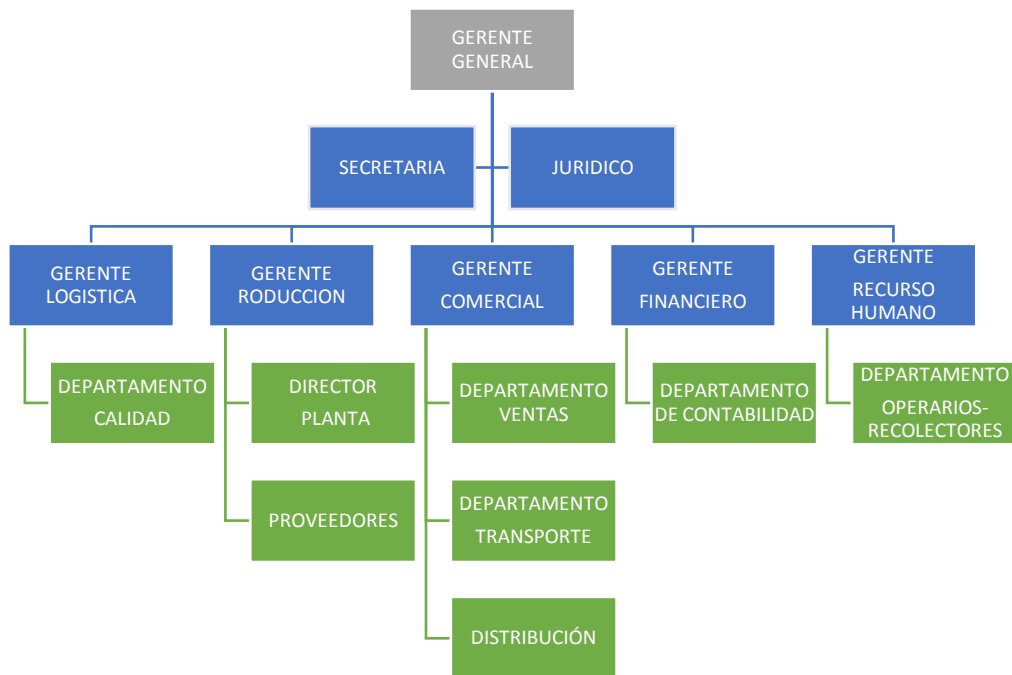 GERENTE
GENERAL
SECRETARIA
JURIDICO
GERENTE
LOGISTICA
GERENTE
RODUCCION
GERENTE
COMERCIAL
GERENTE
FINANCIERO
GERENTE
RECURSO
HUMANO
DEPARTAMENTO
CALIDAD
DIRECTOR
PLANTA
DEPARTAMENTO
VENTAS
DEPARTAMENTO
DE CONTABILIDAD
DEPARTAMENTO
OPERARIOS-
RECOLECTORES
PROVEEDORES
DEPARTAMENTO
TRANSPORTE
DISTRIBUCIÓN